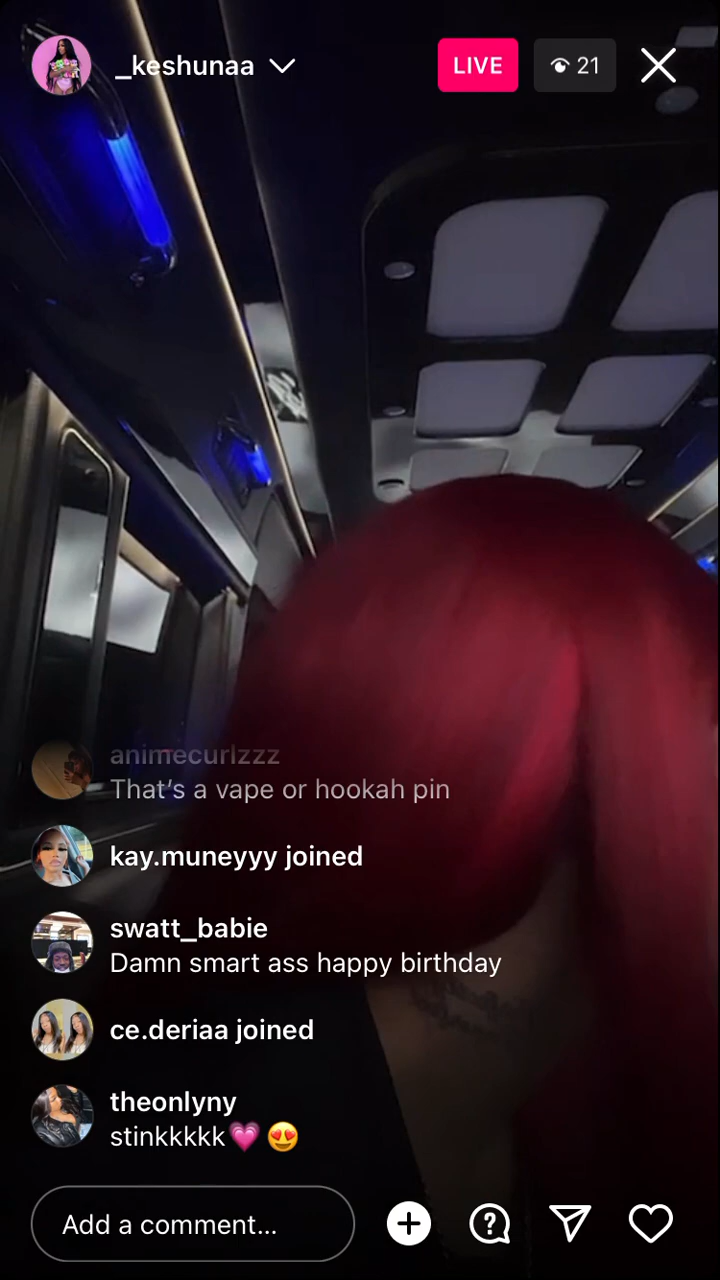 _keshunaa
LIVE
21
animecurlzzz
That's a vape or hookah pin
kay.muneyyy joined
swatt_babie
Damn smart ass happy birthday
ce.deriaa joined
theonlyny
stinkkkkk💗 😍
Add a comment...